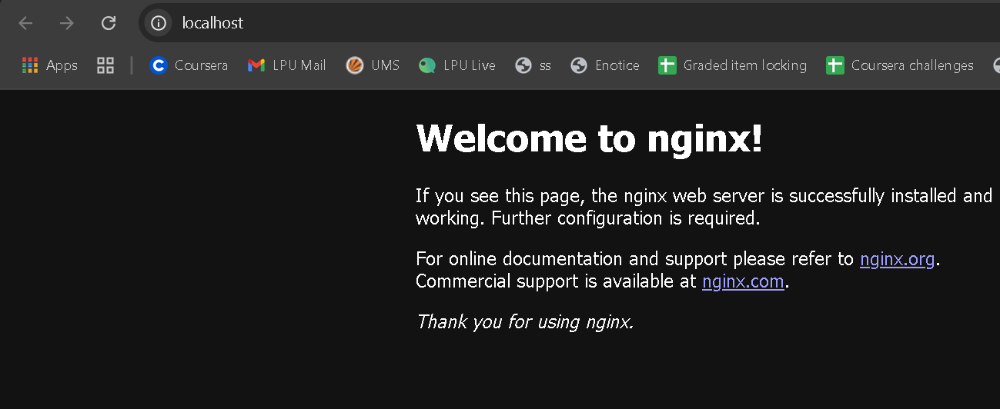 localhost
Apps Coursera LPU Mail UMS LPU Live ss Enotice Graded item locking Coursera challenges
Welcome to nginx!
If you see this page, the nginx web server is successfully installed and
working. Further configuration is required.
For online documentation and support please refer to nginx.org.
Commercial support is available at nginx.com.
Thank you for using nginx.